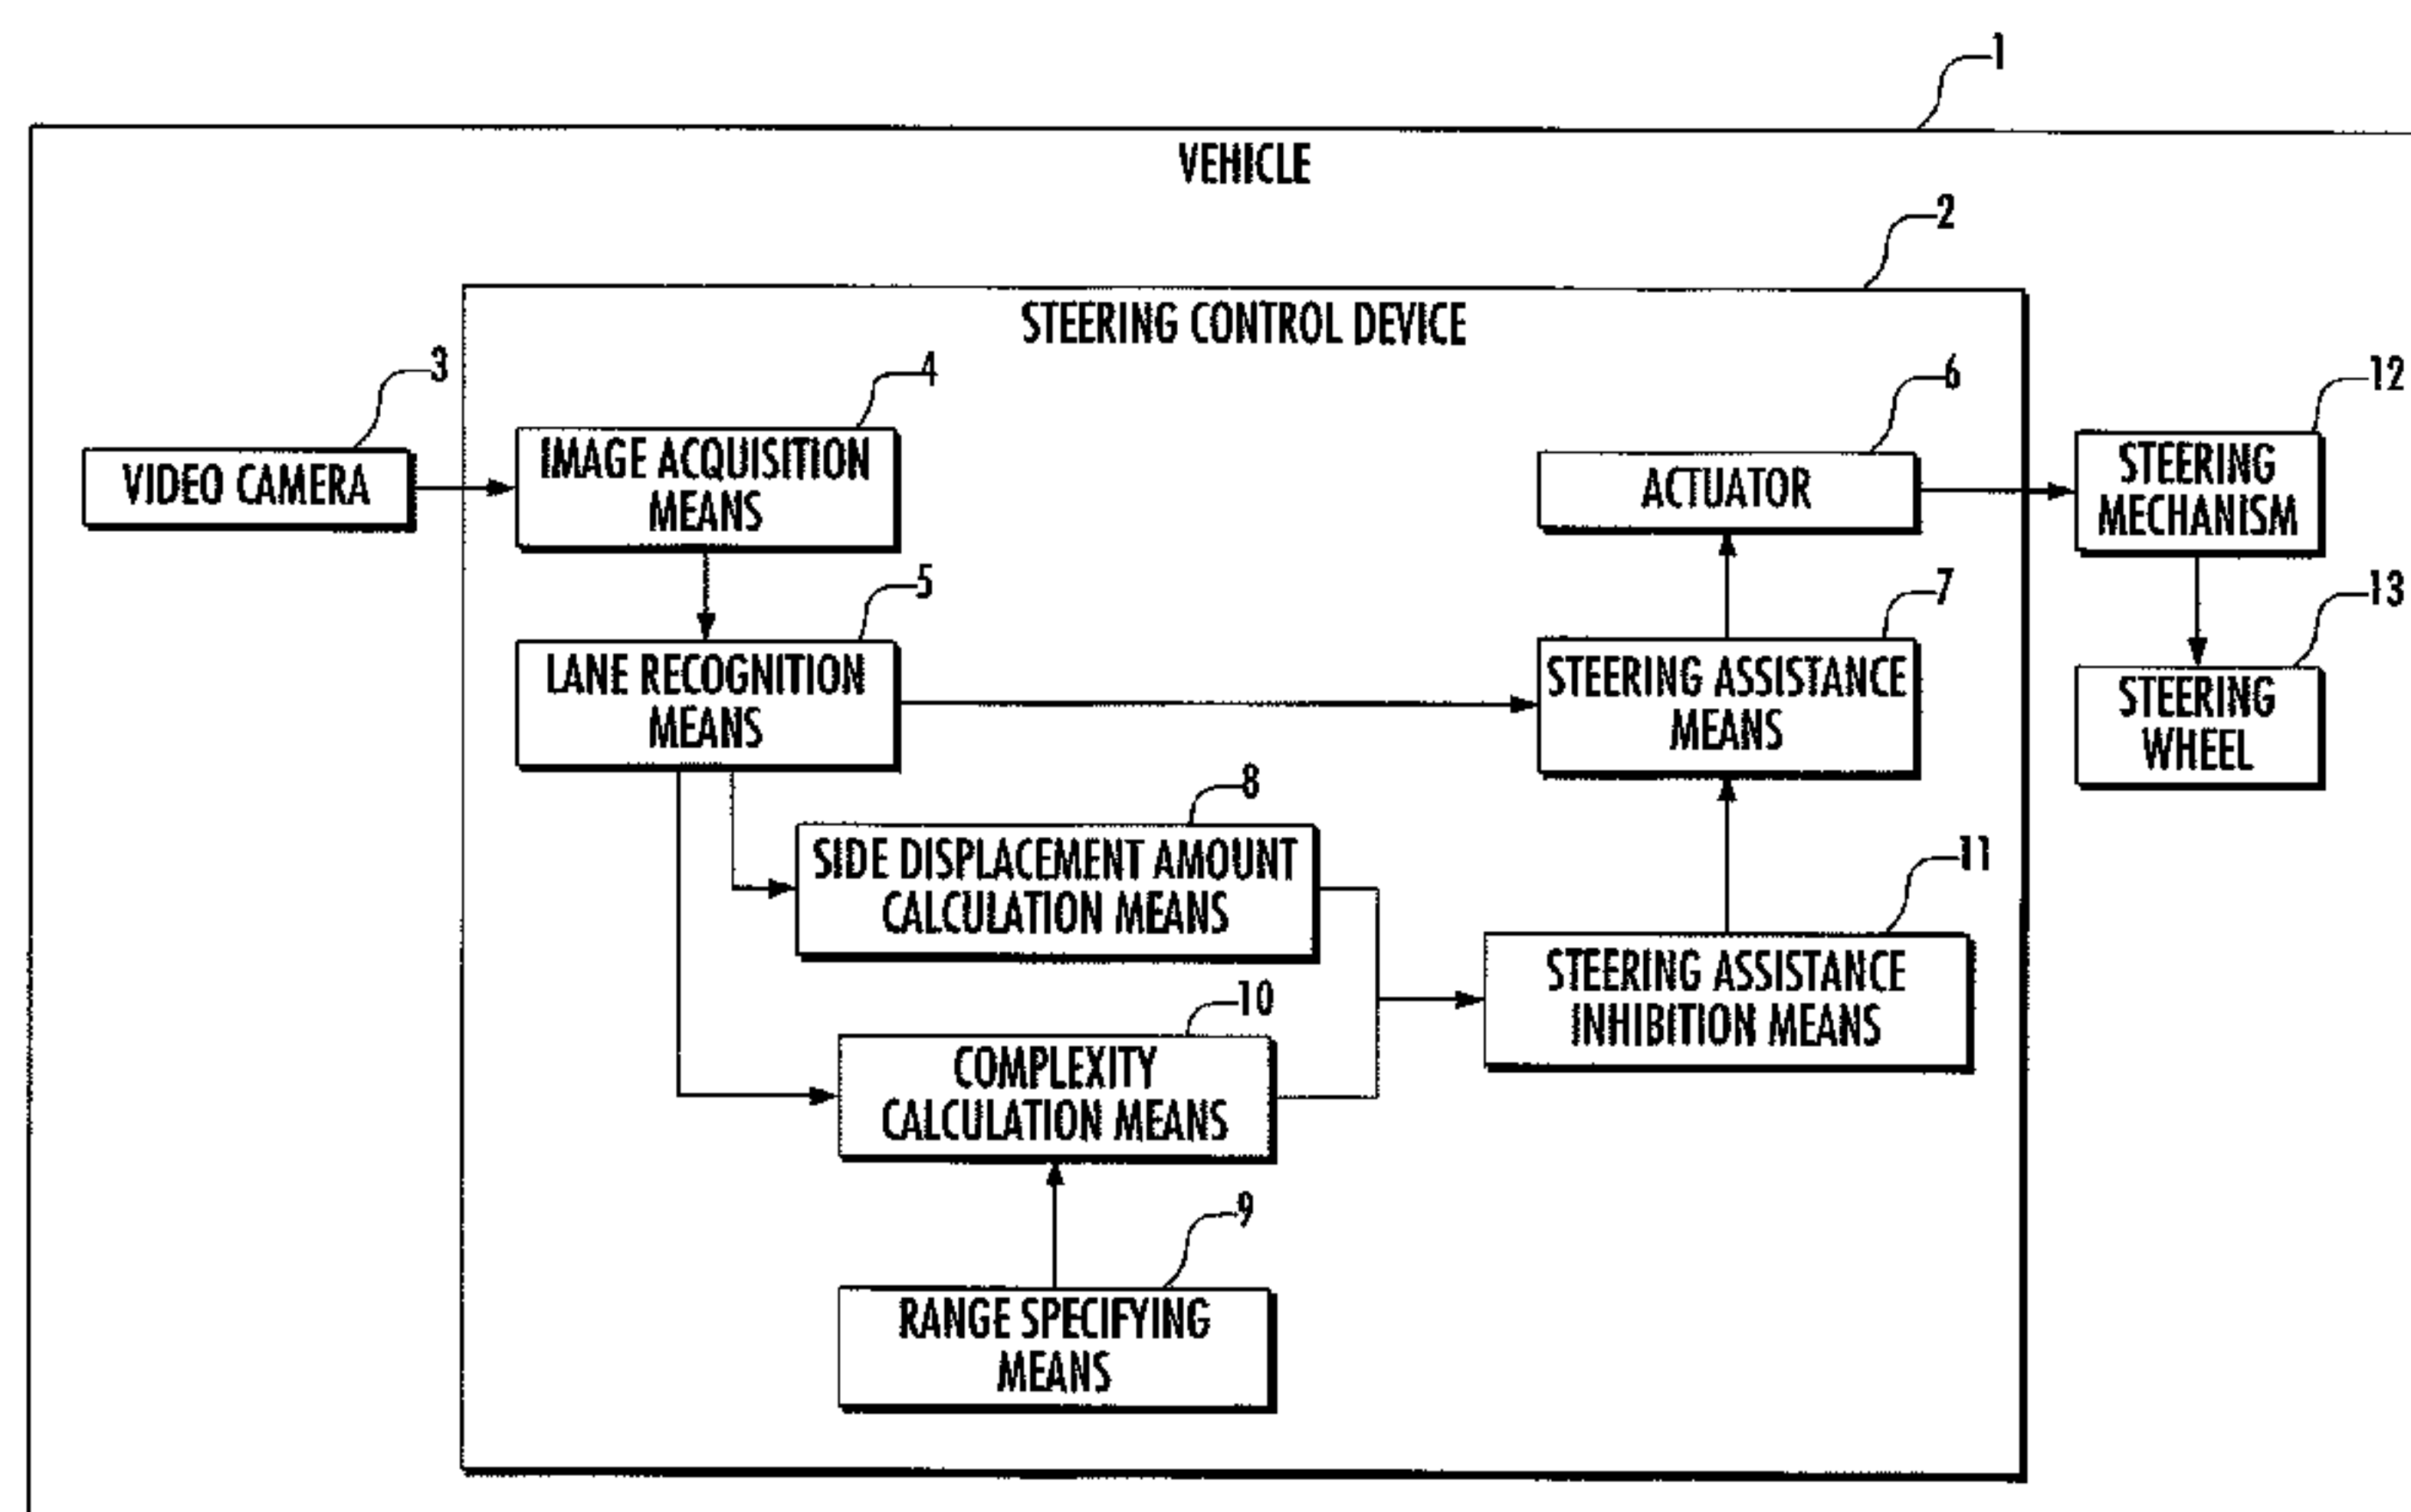 1
VEHICLE
2
STEERING CONTROL DEVICE
3
VIDEO CAMERA
4
IMAGE ACQUISITION
MEANS
6
ACTUATOR
12
STEERING
MECHANISM
5
LANE RECOGNITION
MEANS
7
STEERING ASSISTANCE
MEANS
13
STEERING
WHEEL
8
SIDE DISPLACEMENT AMOUNT
CALCULATION MEANS
11
STEERING ASSISTANCE
INHIBITION MEANS
10
COMPLEXITY
CALCULATION MEANS
9
RANGE SPECIFYING
MEANS